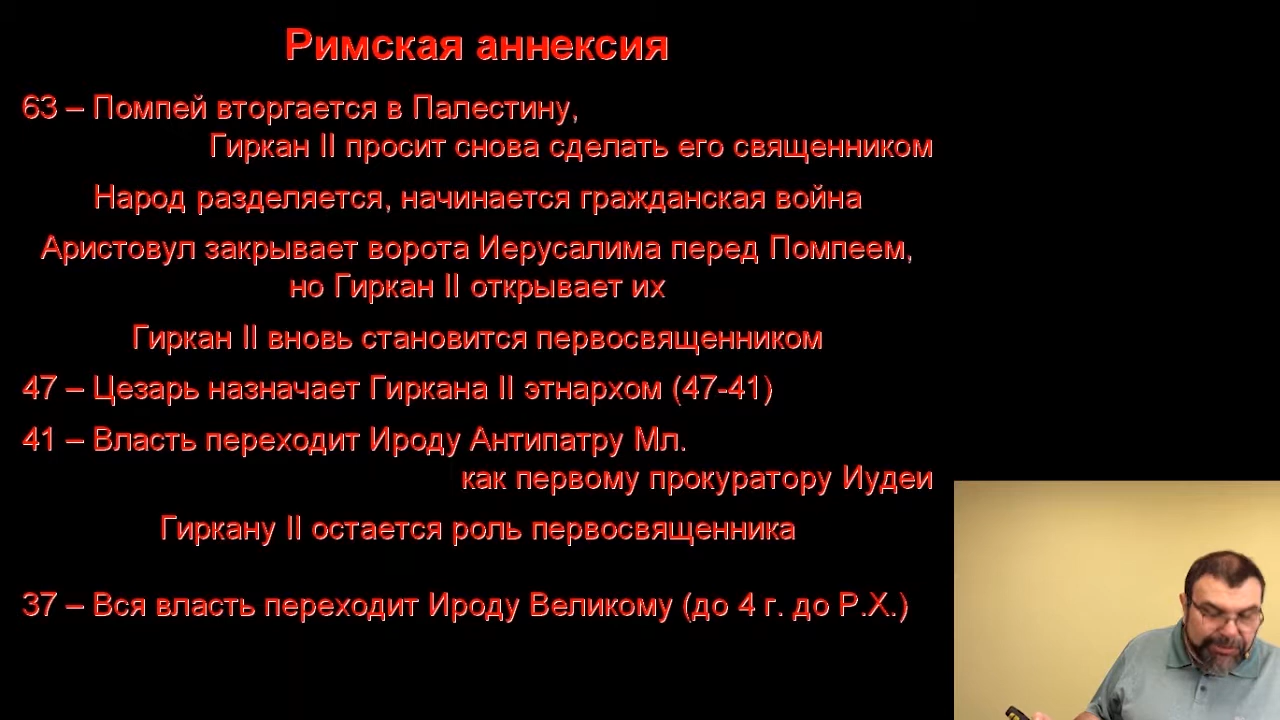 Римская аннексия
63 – Помпей вторгается в Палестину,
Гиркан II просит снова сделать его священником
Народ разделяется, начинается гражданская война
Аристовул закрывает ворота Иерусалима перед Помпеем,
но Гиркан II открывает их
Гиркан II вновь становится первосвященником
47 – Цезарь назначает Гиркана II этнархом (47-41)
41 – Власть переходит Ироду Антипатру Мл.
как первому прокуратору Иудеи
Гиркану II остается роль первосвященника
37 – Вся власть переходит Ироду Великому (до 4 г. до Р.Х.)